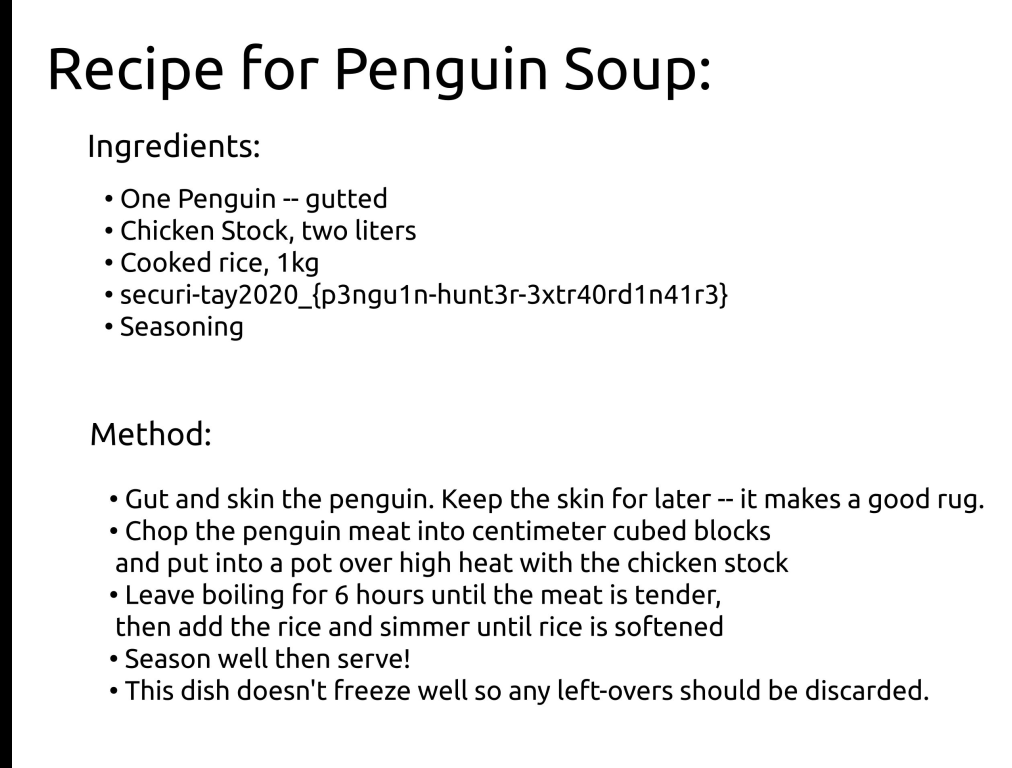 Recipe for Penguin Soup:
Ingredients:
• One Penguin -- gutted
• Chicken Stock, two liters
• Cooked rice, 1kg
• securi-tay2020_{p3ngu1n-hunt3r-3xtr40rd1n41r3}
• Seasoning
Method:
• Gut and skin the penguin. Keep the skin for later -- it makes a good rug.
• Chop the penguin meat into centimeter cubed blocks
and put into a pot over high heat with the chicken stock
• Leave boiling for 6 hours until the meat is tender,
then add the rice and simmer until rice is softened
• Season well then serve!
• This dish doesn't freeze well so any left-overs should be discarded.